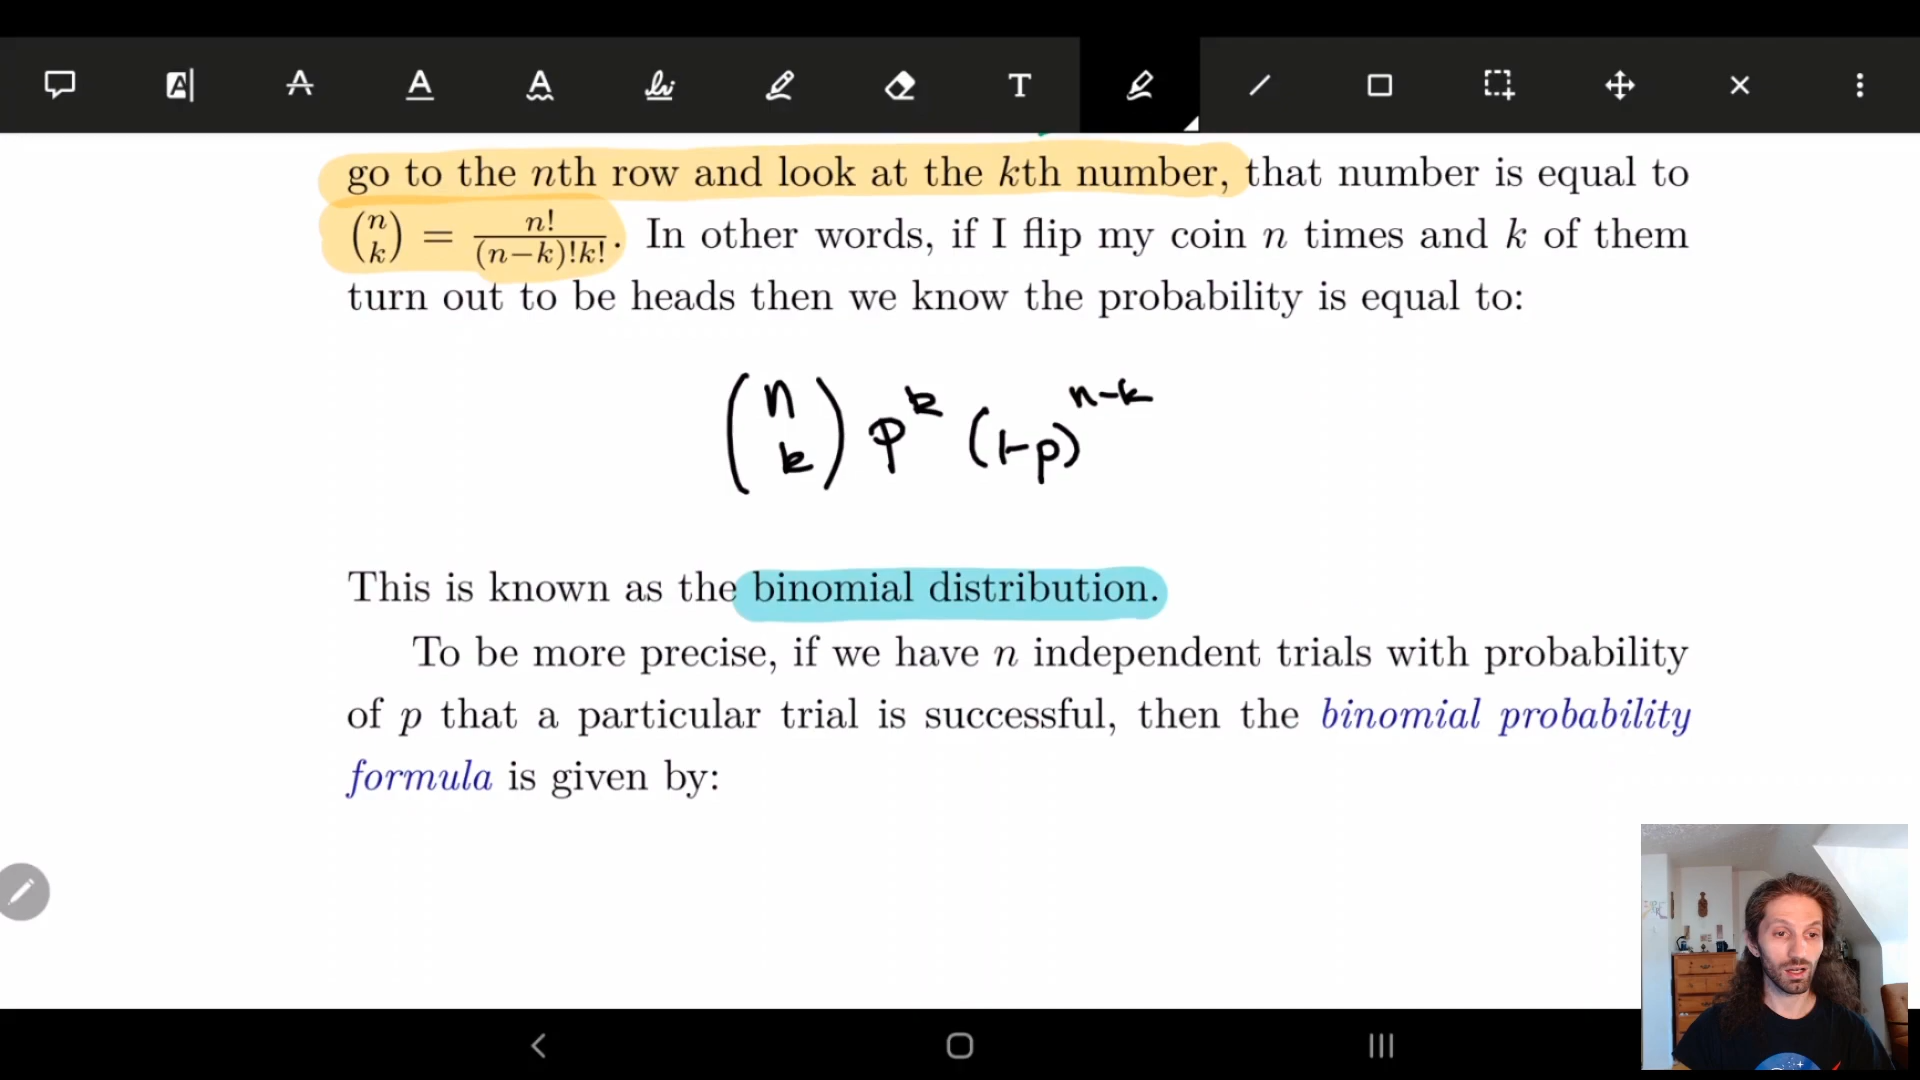 go to the nth row and look at the kth number, that number is equal to
(n k) = n!/(n−k)!k!. In other words, if I flip my coin n times and k of them
turn out to be heads then we know the probability is equal to:
(n k) p^k (1-p)^n-k
This is known as the binomial distribution.
To be more precise, if we have n independent trials with probability
of p that a particular trial is successful, then the binomial probability
formula is given by: